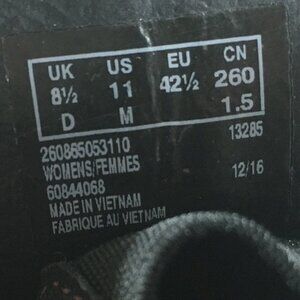 UK US EU CN
8½ 11 42½ 260
D M 1.5
260865053110 13285
WOMENS/FEMMES 12/16
60844068
MADE IN VIETNAM
FABRIQUE AU VIETNAM